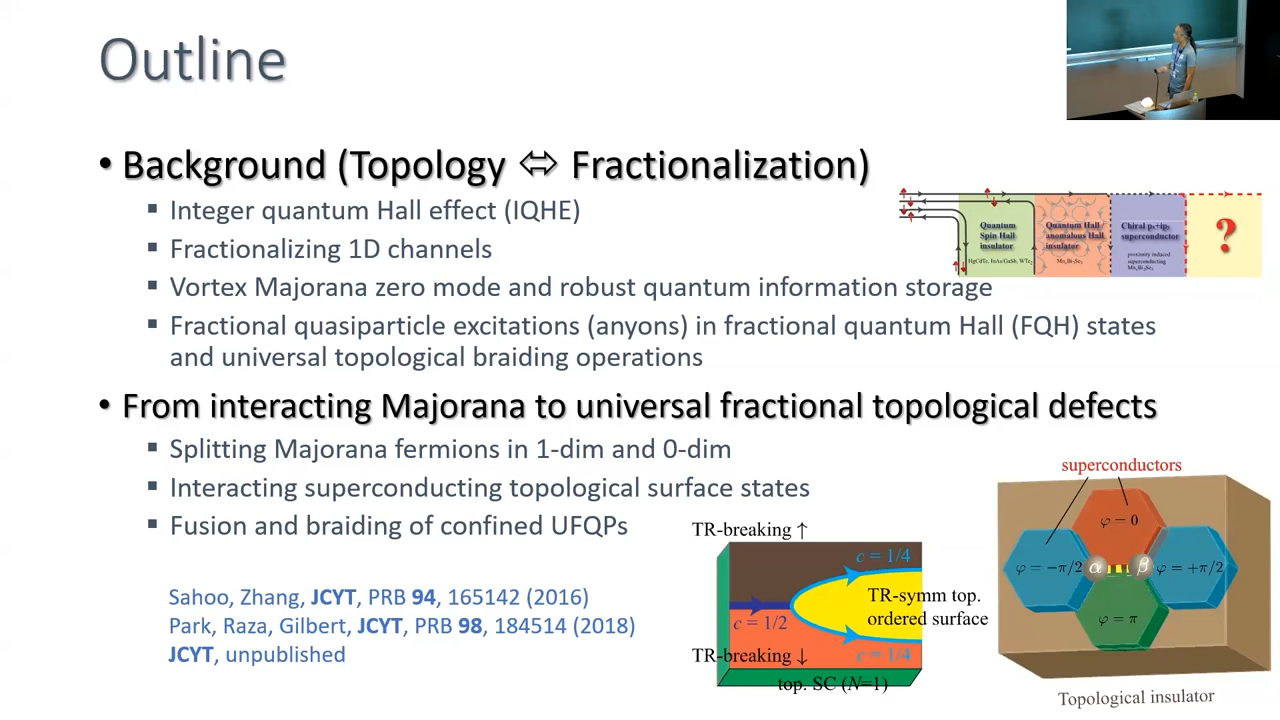 Outline
• Background (Topology ⇔ Fractionalization)
▪ Integer quantum Hall effect (IQHE)
▪ Fractionalizing 1D channels
▪ Vortex Majorana zero mode and robust quantum information storage
▪ Fractional quasiparticle excitations (anyons) in fractional quantum Hall (FQH) states
and universal topological braiding operations
• From interacting Majorana to universal fractional topological defects
▪ Splitting Majorana fermions in 1-dim and 0-dim
▪ Interacting superconducting topological surface states
▪ Fusion and braiding of confined UFQPs
Sahoo, Zhang, JCYT, PRB 94, 165142 (2016)
Park, Raza, Gilbert, JCYT, PRB 98, 184514 (2018)
JCYT, unpublished
Quantum
Spin Hall
insulator
HgCdTe, InAs/GaSb, WTe₂
Quantum Hall/
anomalous Hall
insulator
Chiral pₓ+ipᵧ
superconductor
proximity induced
superconducting
?
TR-breaking ↑
c = 1/4
TR-symm top.
ordered surface
c = 1/2
c = 1/4
TR-breaking ↓
top. SC (N=1)
superconductors
φ = 0
φ = −π/2
α
β
φ = +π/2
φ = π
Topological insulator